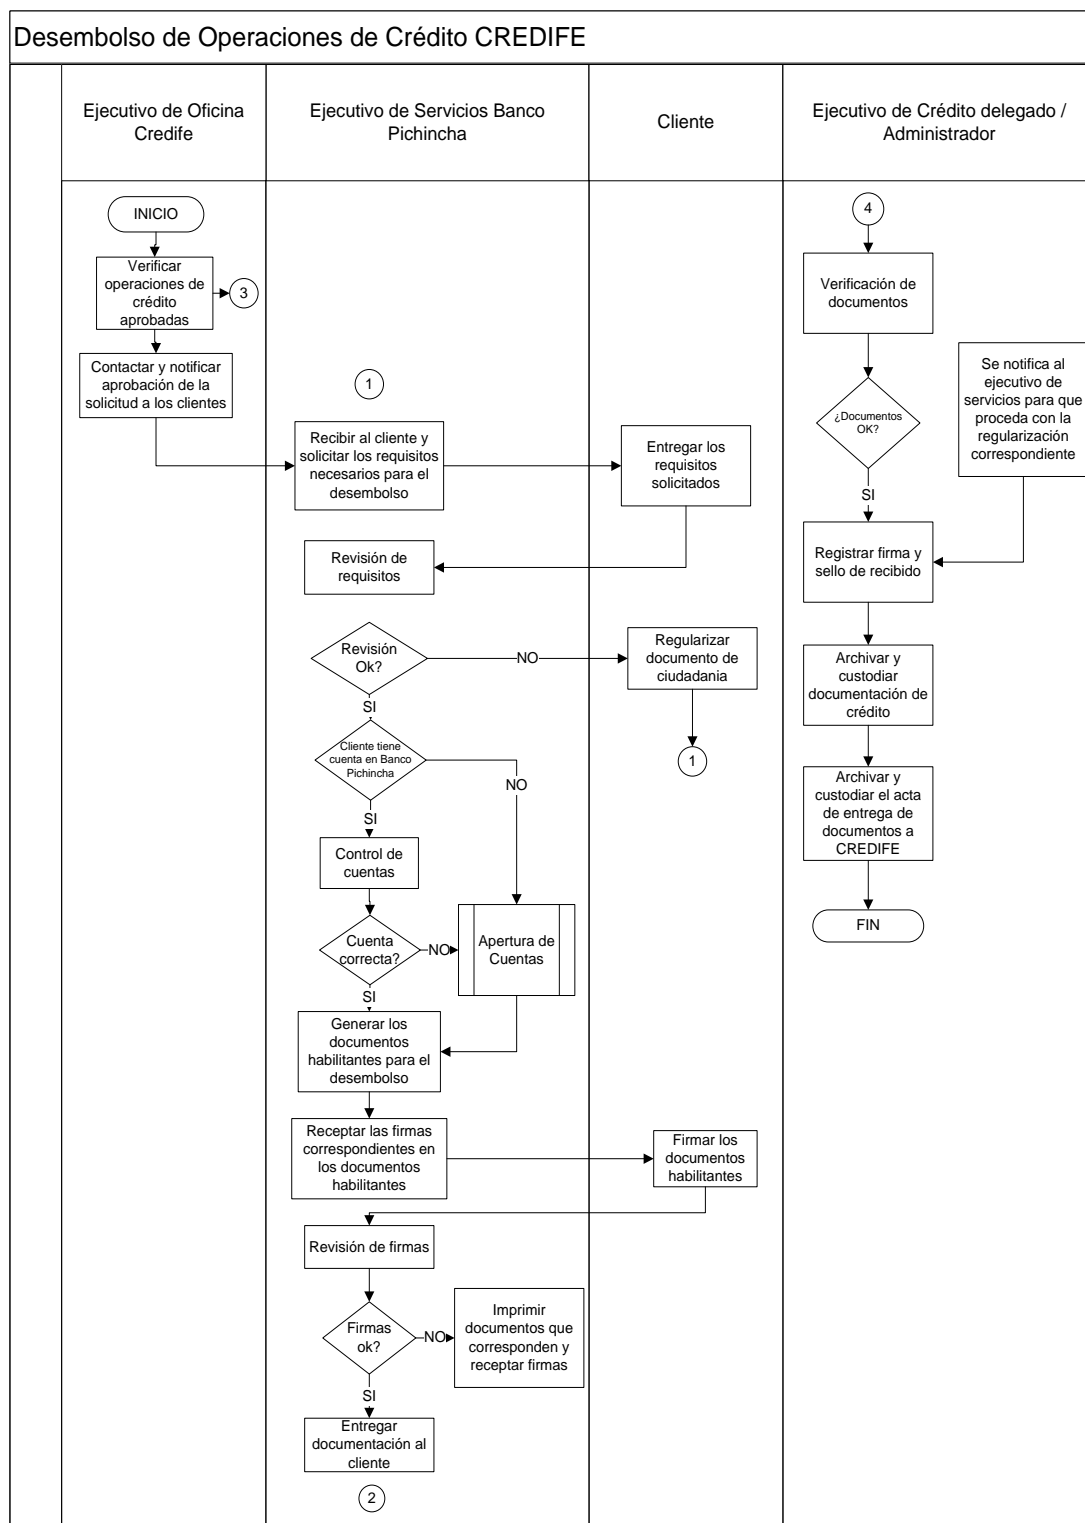 Desembolso de Operaciones de Crédito CREDIFE
Ejecutivo de Oficina
Credife
Ejecutivo de Servicios Banco
Pichincha
Cliente
Ejecutivo de Crédito delegado /
Administrador
INICIO
Verificar
operaciones de
crédito
aprobadas
3
Contactar y notificar
aprobación de la
solicitud a los clientes
1
Recibir al cliente y
solicitar los requisitos
necesarios para el
desembolso
Entregar los
requisitos
solicitados
Revisión de
requisitos
Revisión
Ok?
NO
Regularizar
documento de
ciudadania
1
SI
Cliente tiene
cuenta en Banco
Pichincha
NO
SI
Control de
cuentas
Cuenta
correcta?
NO
Apertura de
Cuentas
SI
Generar los
documentos
habilitantes para el
desembolso
Receptar las firmas
correspondientes en
los documentos
habilitantes
Firmar los
documentos
habilitantes
Revisión de firmas
Firmas
ok?
NO
Imprimir
documentos que
corresponden y
receptar firmas
SI
Entregar
documentación al
cliente
2
4
Verificación de
documentos
¿Documentos
OK?
Se notifica al
ejecutivo de
servicios para que
proceda con la
regularización
correspondiente
SI
Registrar firma y
sello de recibido
Archivar y
custodiar
documentación de
crédito
Archivar y
custodiar el acta
de entrega de
documentos a
CREDIFE
FIN